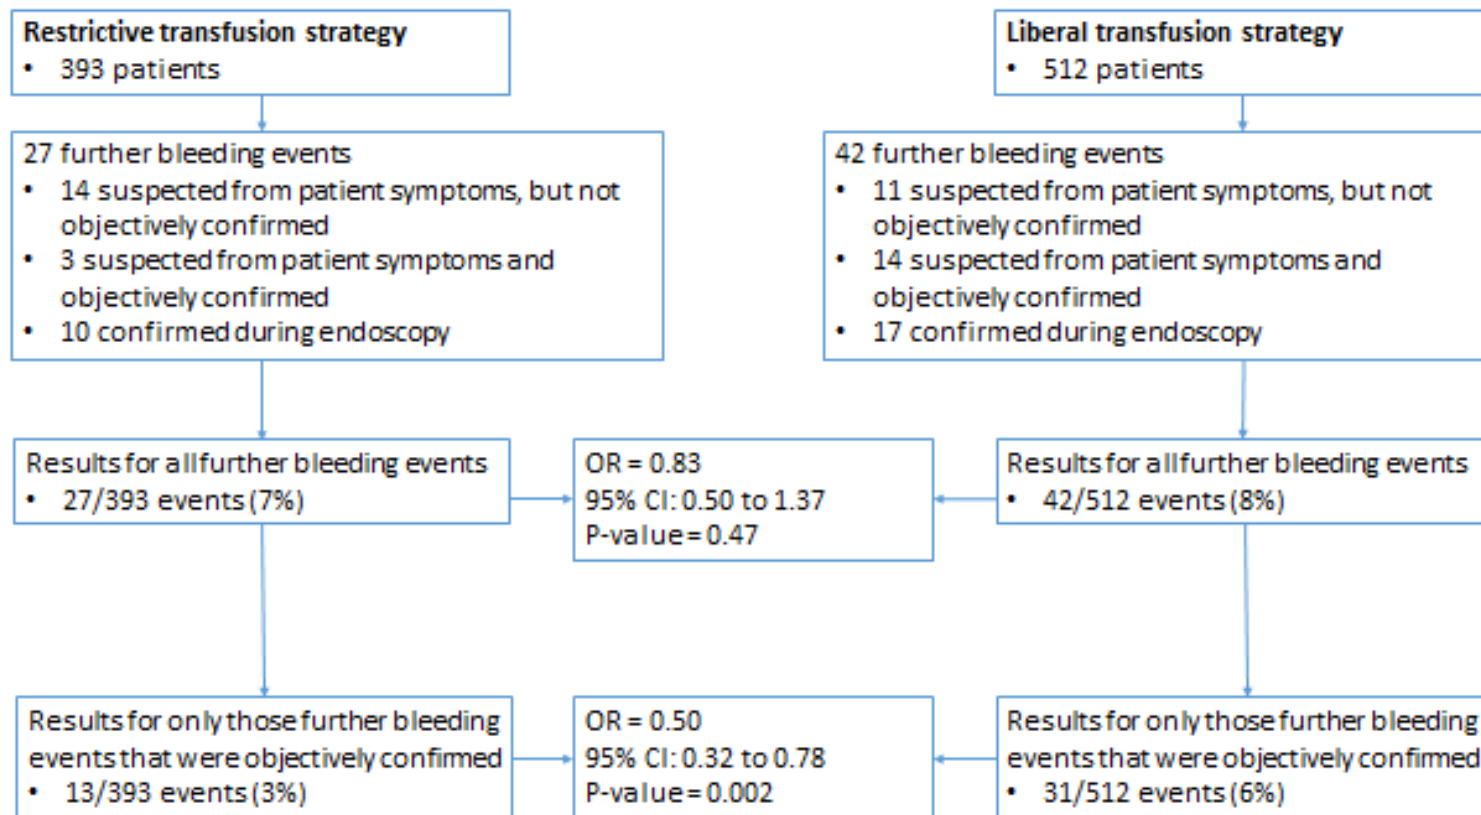 Restrictive transfusion strategy
• 393 patients
Liberal transfusion strategy
• 512 patients
27 further bleeding events
• 14 suspected from patient symptoms, but not
objectively confirmed
• 3 suspected from patient symptoms and
objectively confirmed
• 10 confirmed during endoscopy
42 further bleeding events
• 11 suspected from patient symptoms, but not
objectively confirmed
• 14 suspected from patient symptoms and
objectively confirmed
• 17 confirmed during endoscopy
Results for all further bleeding events
• 27/393 events (7%)
OR = 0.83
95% CI: 0.50 to 1.37
P-value = 0.47
Results for all further bleeding events
• 42/512 events (8%)
Results for only those further bleeding
events that were objectively confirmed
• 13/393 events (3%)
OR = 0.50
95% CI: 0.32 to 0.78
P-value = 0.002
Results for only those further bleeding
events that were objectively confirmed
• 31/512 events (6%)